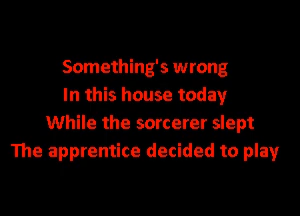 Something's wrong
In this house today
While the sorcerer slept
The apprentice decided to play